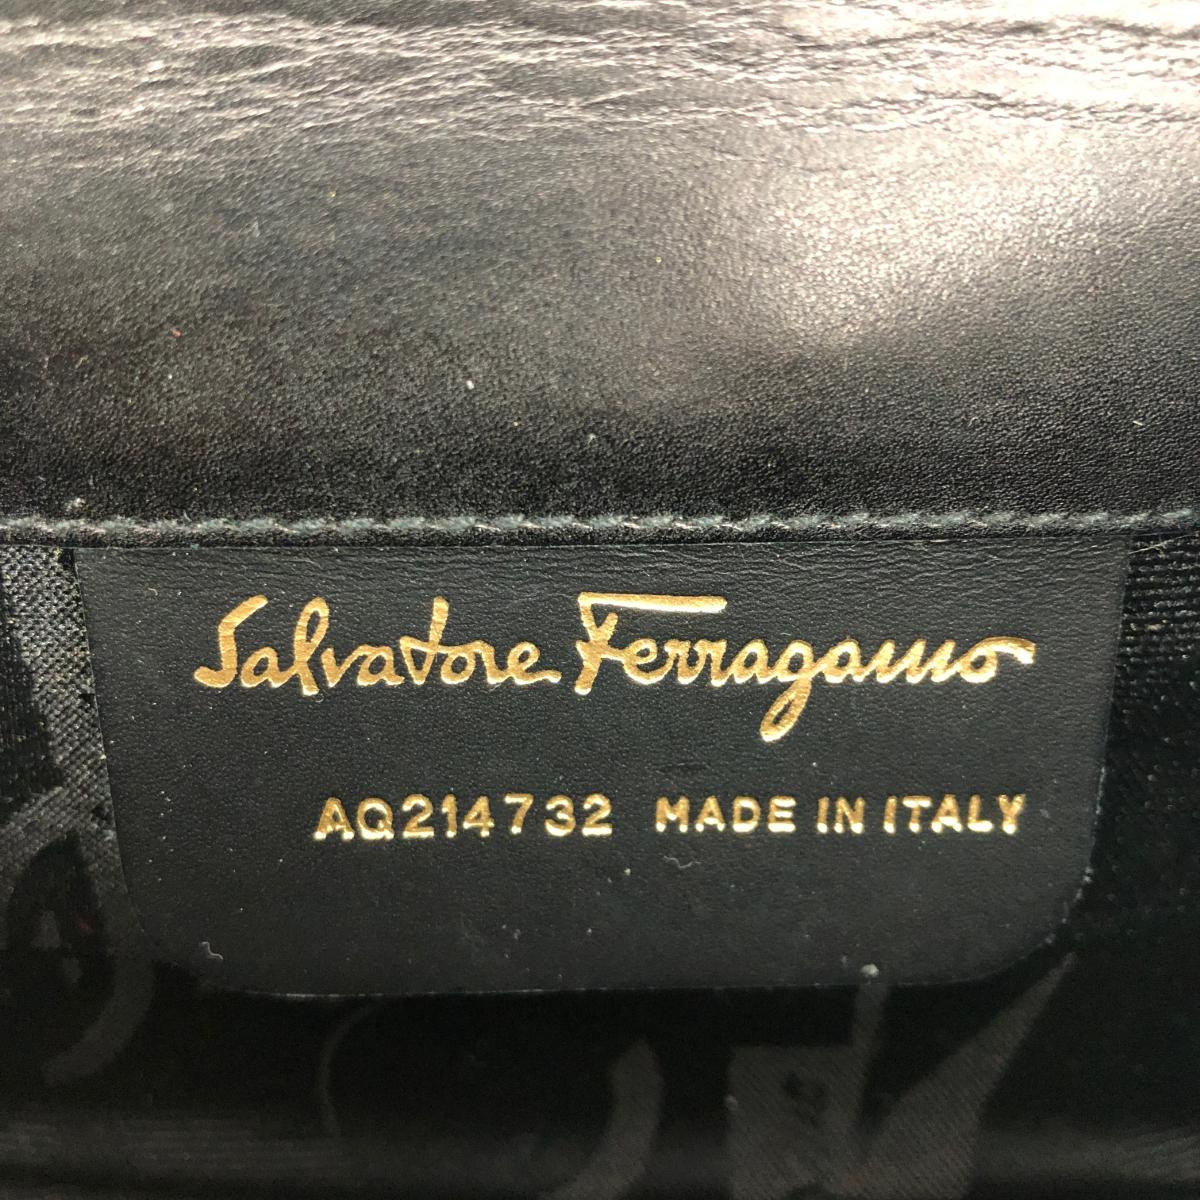 Salvatore Ferragamo
AQ214732 MADE IN ITALY